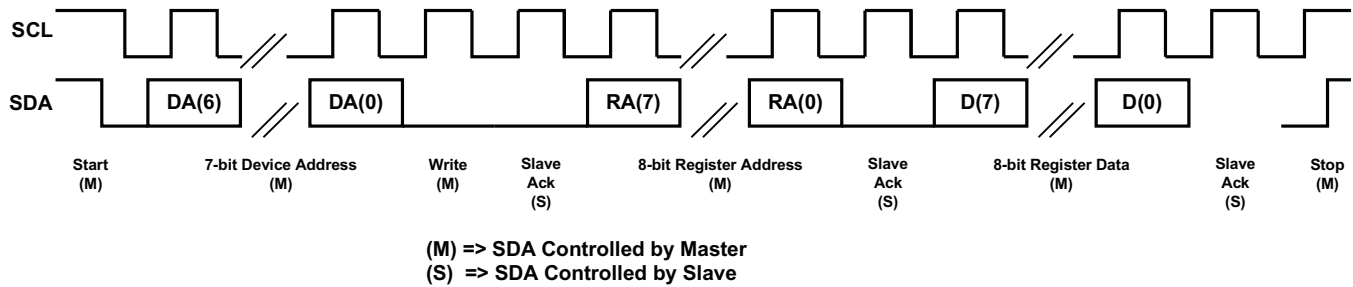 SCL
SDA
DA(6) DA(0) RA(7) RA(0) D(7) D(0)
Start 7-bit Device Address Write Slave 8-bit Register Address Slave 8-bit Register Data Slave Stop
(M) (M) (M) Ack (M) Ack (M) Ack (M)
(S) (S) (S)
(M) => SDA Controlled by Master
(S) => SDA Controlled by Slave